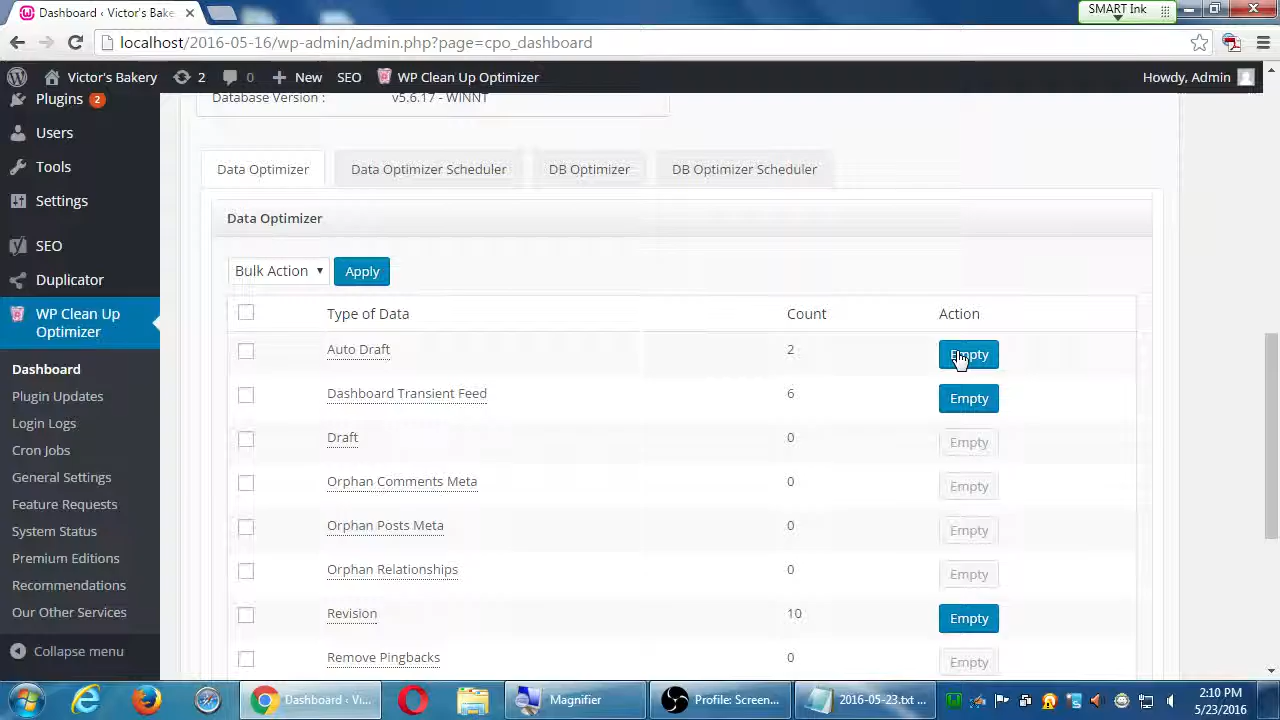 Dashboard ‹ Victor's Bake
SMART Ink
localhost/2016-05-16/wp-admin/admin.php?page=cpo_dashboard
Victor's Bakery 2 0 New SEO WP Clean Up Optimizer Howdy, Admin
Plugins 2
Users
Tools
Settings
SEO
Duplicator
WP Clean Up
Optimizer
Dashboard
Plugin Updates
Login Logs
Cron Jobs
General Settings
Feature Requests
System Status
Premium Editions
Recommendations
Our Other Services
Collapse menu
Database Version : v5.6.17 - WINNT
Data Optimizer Data Optimizer Scheduler DB Optimizer DB Optimizer Scheduler
Data Optimizer
Bulk Action Apply
Type of Data Count Action
Auto Draft 2 Empty
Dashboard Transient Feed 6 Empty
Draft 0 Empty
Orphan Comments Meta 0 Empty
Orphan Posts Meta 0 Empty
Orphan Relationships 0 Empty
Revision 10 Empty
Remove Pingbacks 0 Empty
Dashboard ‹ Vi... Magnifier Profile: Screen... 2016-05-23.txt ...
2:10 PM
5/23/2016